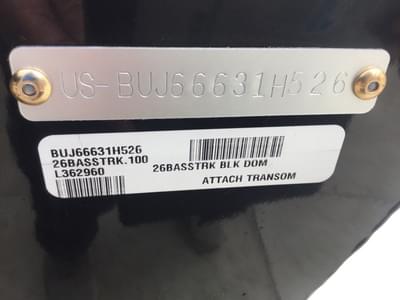 US-BUJ66631H526
BUJ66631H526
26BASSTRK.100
L362960
26BASSTRK BLK DOM
ATTACH TRANSOM